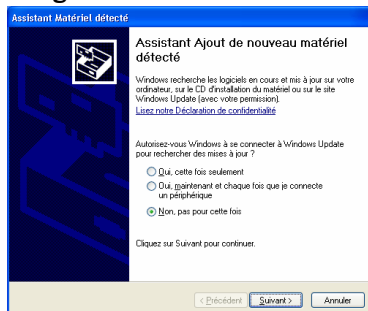 Assistant Matériel détecté
Assistant Ajout de nouveau matériel
détecté
Windows recherche les logiciels en cours et mis à jour sur votre
ordinateur, sur le CD d'installation du matériel ou sur le site
Windows Update (avec votre permission).
Lisez notre Déclaration de confidentialité
Autorisez-vous Windows à se connecter à Windows Update
pour rechercher des mises à jour ?
Oui, cette fois seulement
Oui, maintenant et chaque fois que je connecte
un périphérique
Non, pas pour cette fois
Cliquez sur Suivant pour continuer.
< Précédent Suivant > Annuler